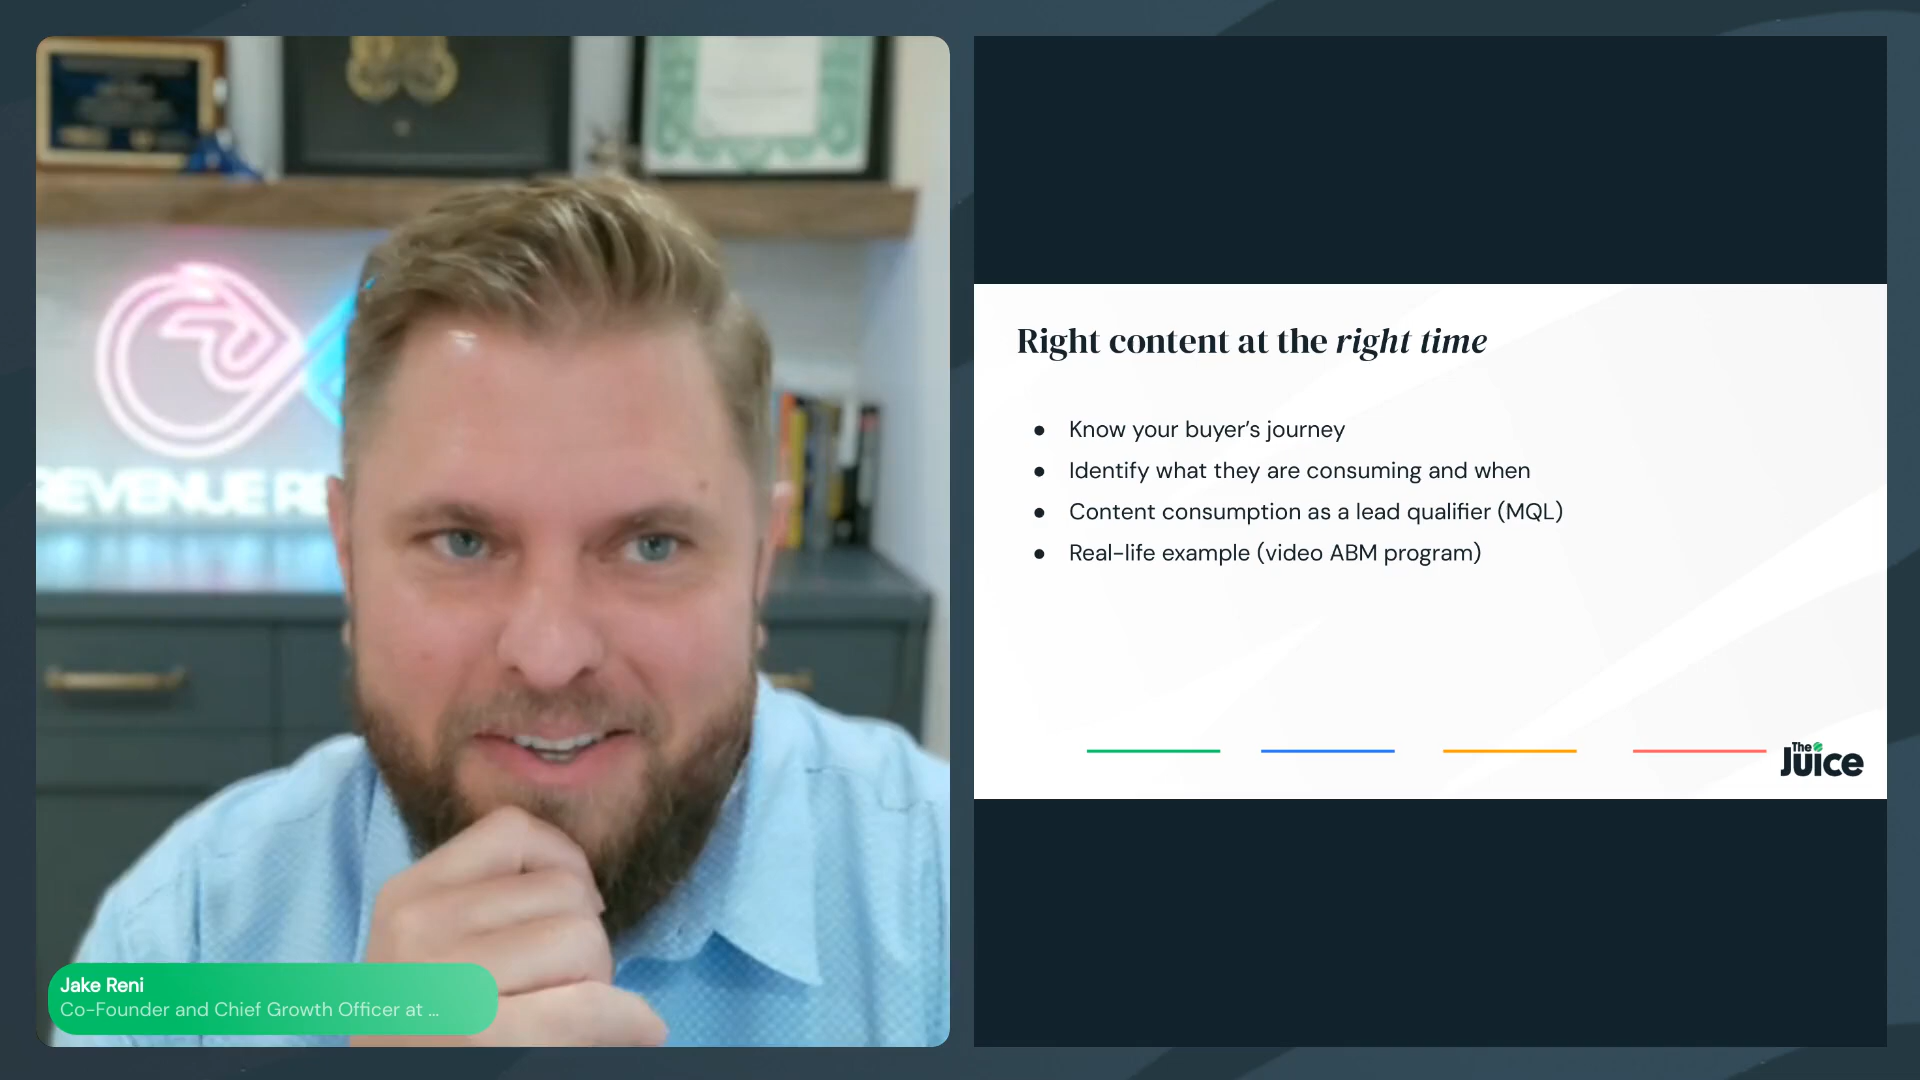 REVENUE RE
Jake Reni
Co-Founder and Chief Growth Officer at ...
Right content at the right time
● Know your buyer’s journey
● Identify what they are consuming and when
● Content consumption as a lead qualifier (MQL)
● Real-life example (video ABM program)
The
Juice